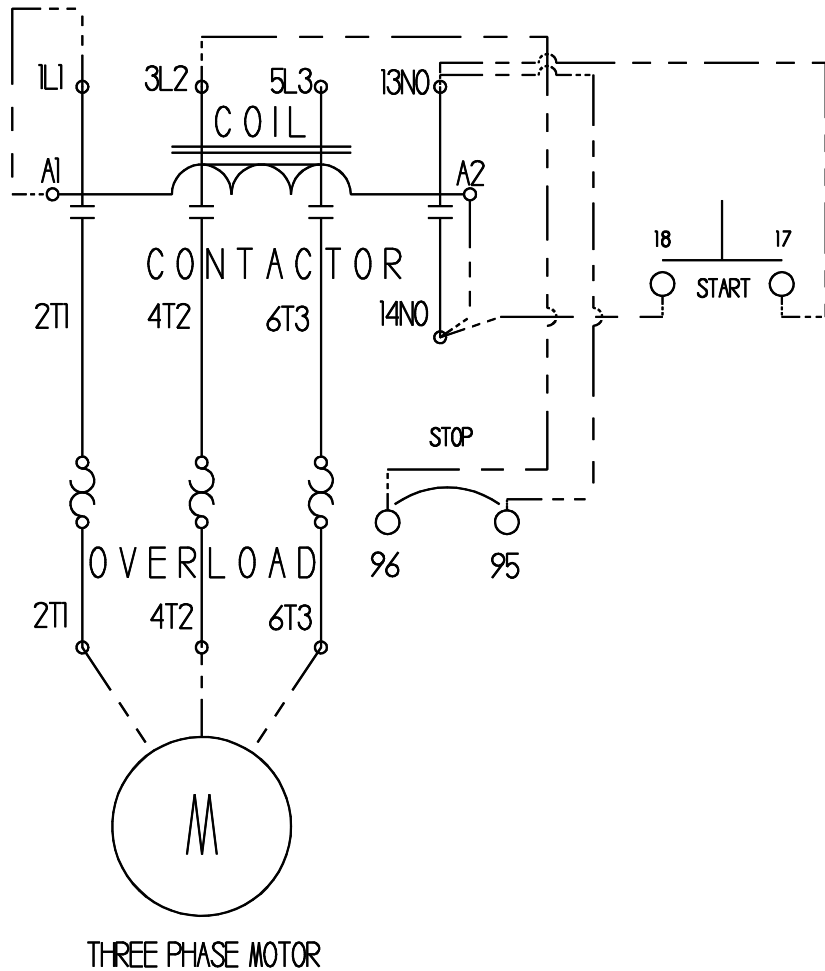 1L1 3L2 5L3 13NO
COIL
A1 A2
CONTACTOR
18 17
START
2T1 4T2 6T3 14NO
STOP
OVERLOAD
96 95
2T1 4T2 6T3
M
THREE PHASE MOTOR